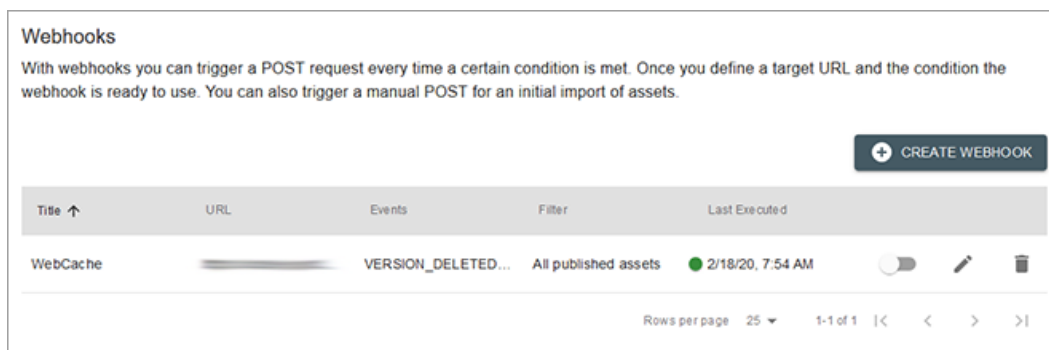 Webhooks
With webhooks you can trigger a POST request every time a certain condition is met. Once you define a target URL and the condition the
webhook is ready to use. You can also trigger a manual POST for an initial import of assets.
CREATE WEBHOOK
Title URL Events Filter Last Executed
WebCache VERSION_DELETED... All published assets 2/18/20, 7:54 AM
Rows per page 25 1-1 of 1